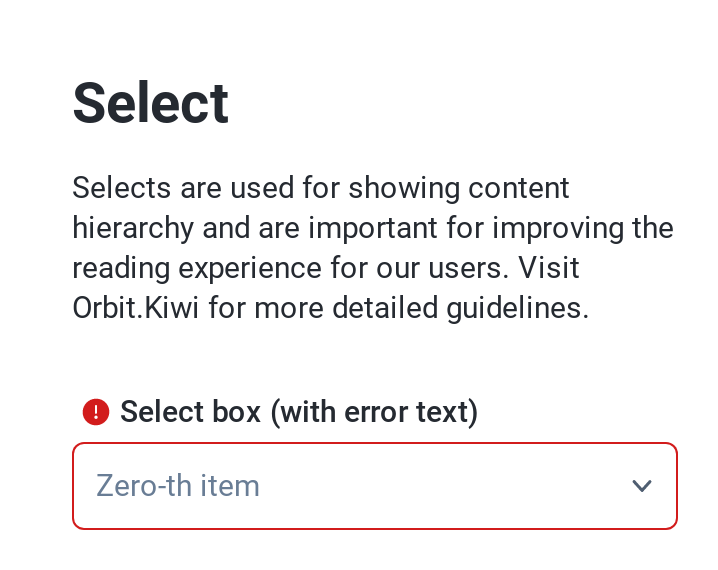 Select
Selects are used for showing content
hierarchy and are important for improving the
reading experience for our users. Visit
Orbit.Kiwi for more detailed guidelines.
Select box (with error text)
Zero-th item